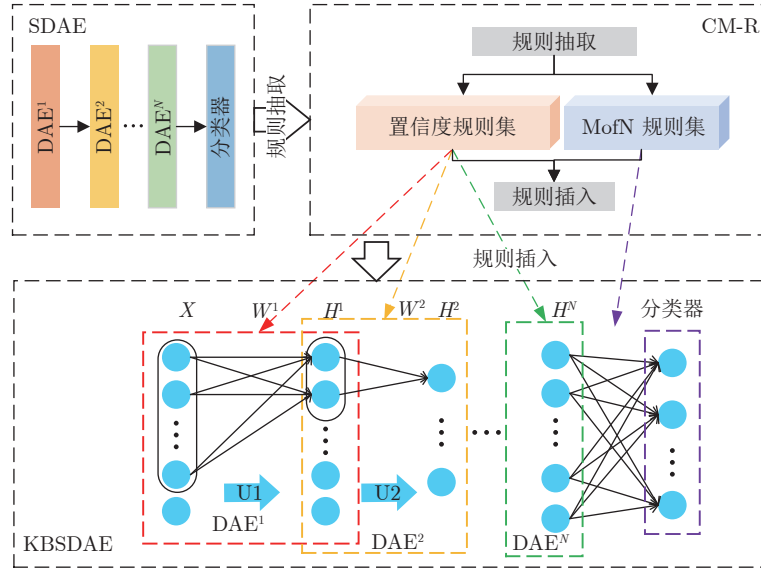 SDAE
DAE¹
DAE²
DAEᴺ
分类器
规则抽取
CM-R
规则抽取
置信度规则集
MofN 规则集
规则插入
规则插入
X
W¹
H¹
W²
H²
Hᴺ
分类器
U1
U2
DAE¹
DAE²
DAEᴺ
KBSDAE